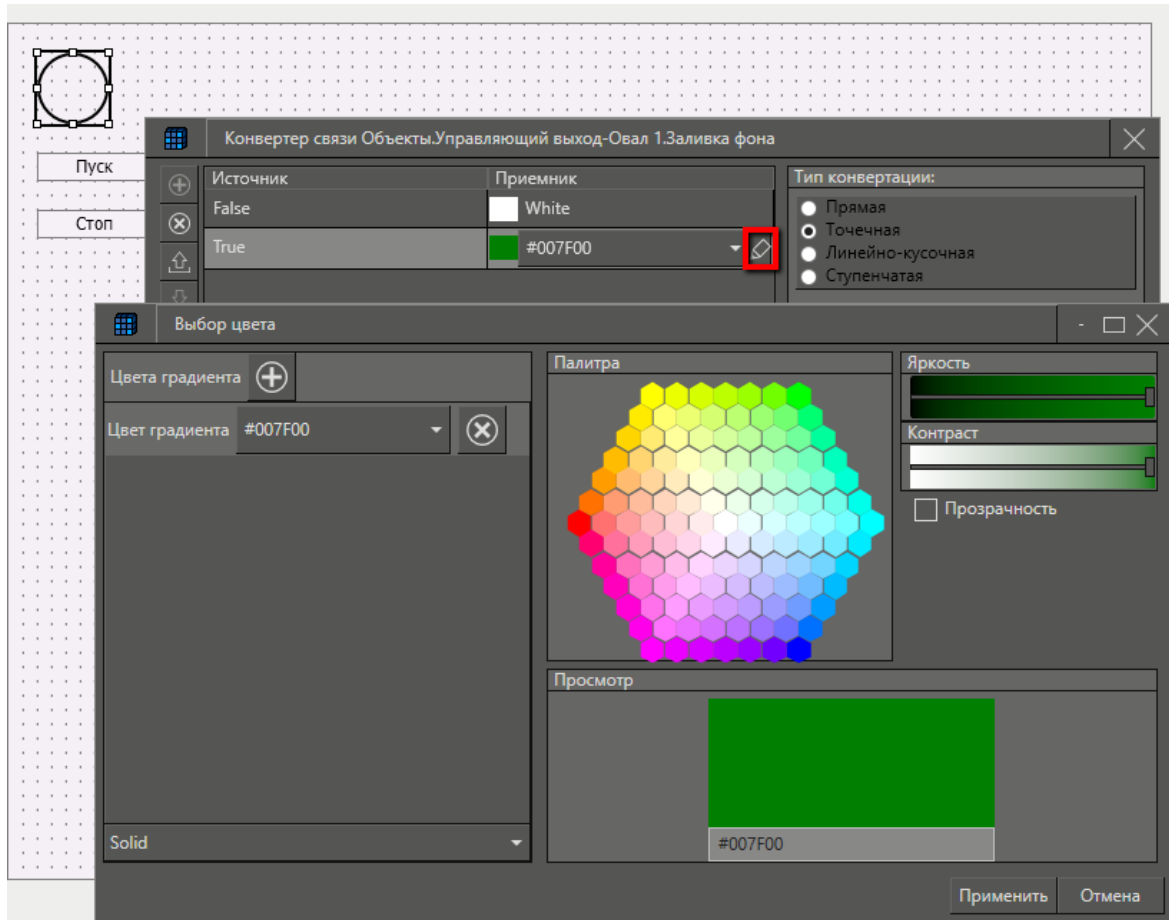 Пуск
Стоп
Конвертер связи Объекты.Управляющий выход-Овал 1.Заливка фона
Источник Приемник
False White
True #007F00
Тип конвертации:
Прямая
Точечная
Линейно-кусочная
Ступенчатая
Выбор цвета
Цвета градиента
Цвет градиента #007F00
Solid
Палитра
Яркость
Контраст
Прозрачность
Просмотр
#007F00
Применить Отмена